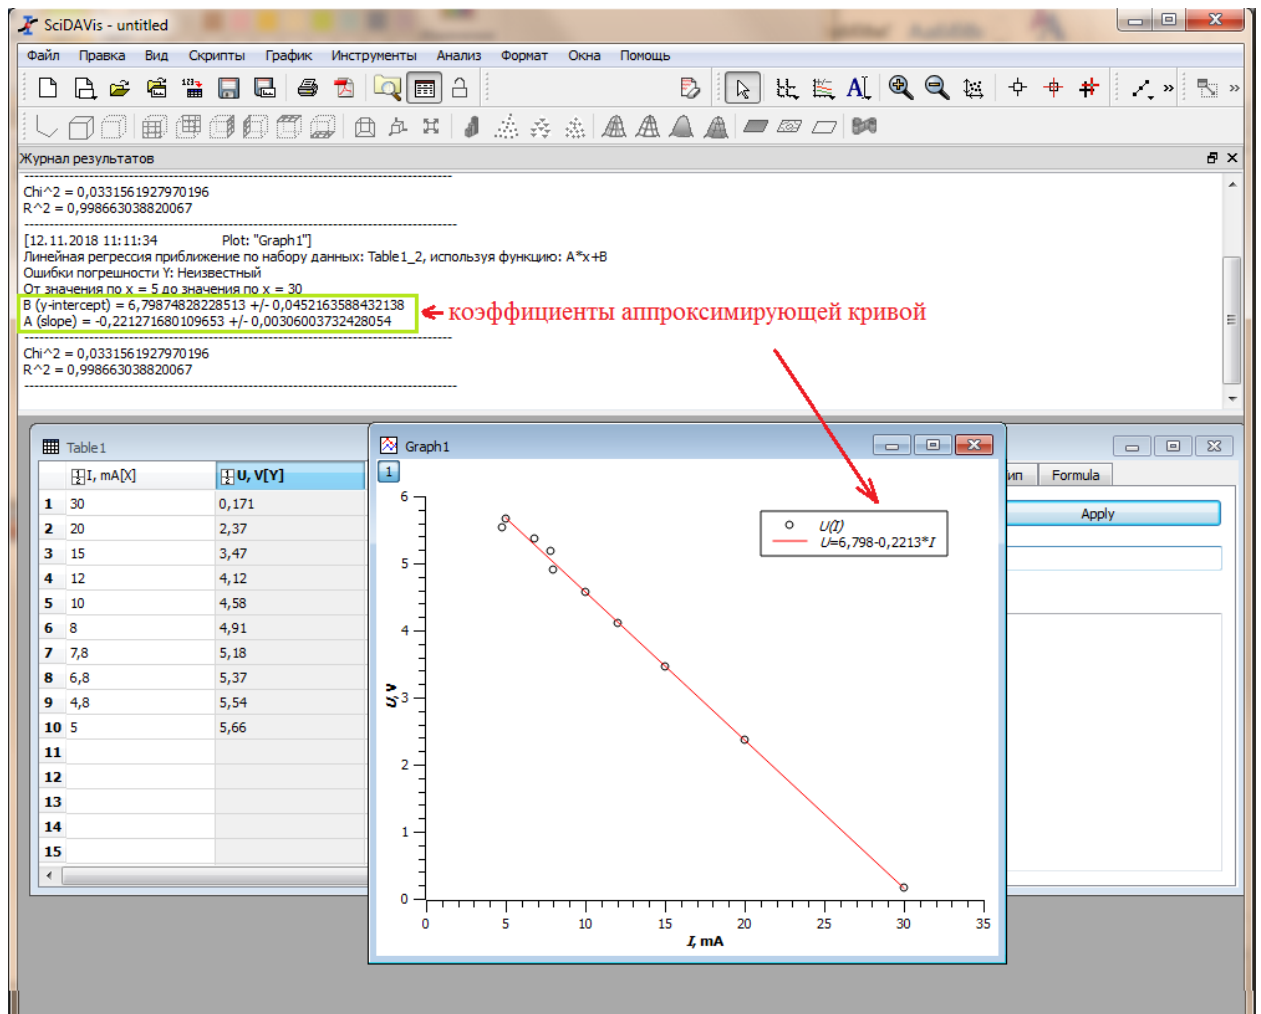 SciDAVis - untitled
Файл Правка Вид Скрипты График Инструменты Анализ Формат Окна Помощь
Журнал результатов
Chi^2 = 0,0331561927970196
R^2 = 0,998663038820067
[12.11.2018 11:11:34 Plot: "Graph1"]
Линейная регрессия приближение по набору данных: Table1_2, используя функцию: A*x+B
Ошибки погрешности Y: Неизвестный
От значения по x = 5 до значения по x = 30
B (y-intercept) = 6,79874828228513 +/- 0,0452163588432138
A (slope) = -0,221271680109653 +/- 0,00306003732428054
коэффициенты аппроксимирующей кривой
Chi^2 = 0,0331561927970196
R^2 = 0,998663038820067
Table1
I, mA[X] U, V[Y]
1 30 0,171
2 20 2,37
3 15 3,47
4 12 4,12
5 10 4,58
6 8 4,91
7 7,8 5,18
8 6,8 5,37
9 4,8 5,54
10 5 5,66
11
12
13
14
15
Graph1
1
U(I)
U=6,798-0,2213*I
6
5
4
3
2
1
0
U, V
0 5 10 15 20 25 30 35
I, mA
ип Formula
Apply